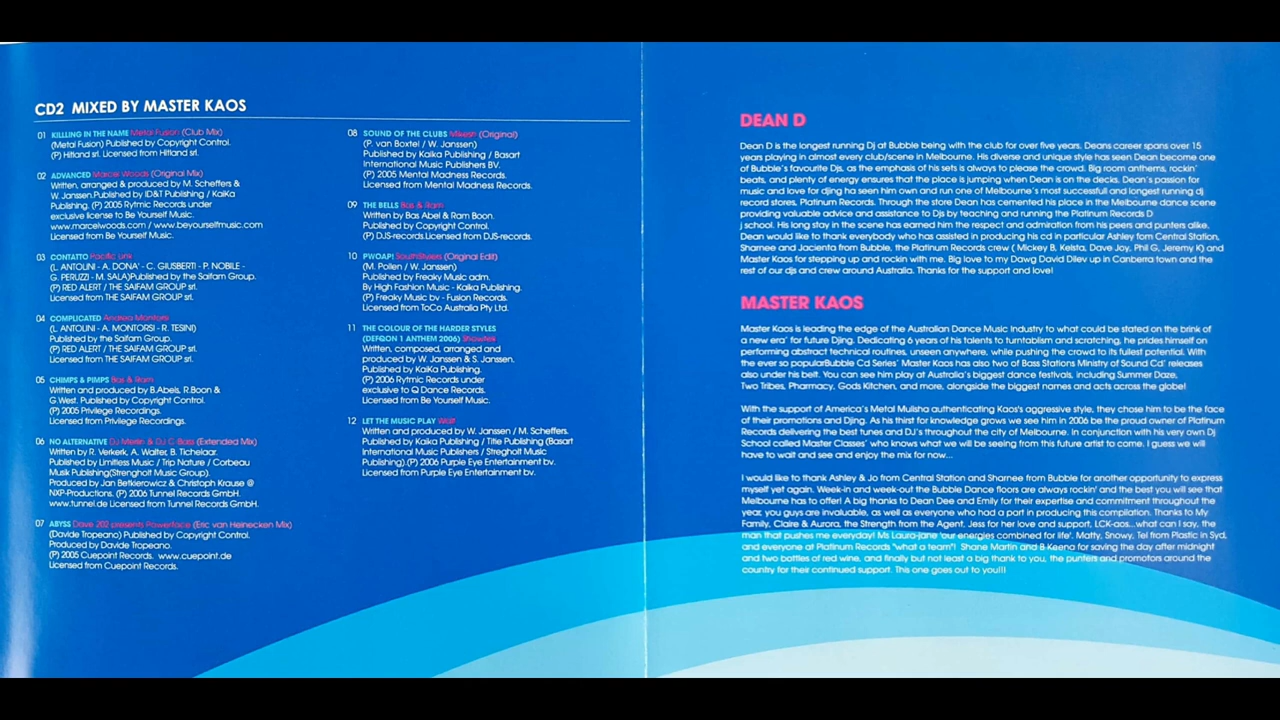 CD2 MIXED BY MASTER KAOS
01 KILLLING IN THE NAME Metal Fusion (Club Mix)
(Metal Fusion) Published by Copyright Control.
(P) Hitland srl. Licensed from Hitland srl.
02 ADVANCED Marcel Woods (Original Mix)
Written, arranged & produced by M. Scheffers &
W. Janssen.Published by ID&T Publishing / KaiKa
Publishing. (P) 2005 Rytmic Records under
exclusive license to Be Yourself Music.
www.marcelwoods.com / www.beyourselfmusic.com
Licensed from Be Yourself Music.
03 CONTATTO Pacific Link
(L. ANTOLINI - A. DONA' - C. GIUSBERTI - P. NOBILE -
G. PERUZZI - M. SALA)Published by the Saifam Group.
(P) RED ALERT / THE SAIFAM GROUP srl.
Licensed from THE SAIFAM GROUP srl.
04 COMPLICATED Andrea Montorsi
(L ANTOLINI - A. MONTORSI - R. TESINI)
Published by the Saifam Group.
(P) RED ALERT / THE SAIFAM GROUP srl.
Licensed from THE SAIFAM GROUP srl.
05 CHIMPS & PIMPS Bas & Ram
Written and produced by B.Abels, R.Boon &
G.West. Published by Copyright Control.
(P) 2005 Privilege Recordings.
Licensed from Privilege Recordings.
06 NO ALTERNATIVE DJ Merlin & DJ C-Bass (Extended Mix)
Written by R. Verkerk, A. Walter, B. Tichelaar.
Published by Limitless Music / Trip Nature / Corbeau
Musik Publishing(Strengholt Music Group).
Produced by Jan Betkierowicz & Christoph Krause @
NXP-Productions. (P) 2006 Tunnel Records GmbH.
www.tunnel.de Licensed from Tunnel Records GmbH.
07 ABYSS Dave 202 presents Powerface (Eric van Heinecken Mix)
(Davide Tropeano) Published by Copyright Control.
Produced by Davide Tropeano.
(P) 2005 Cuepoint Records. www.cuepoint.de
Licensed from Cuepoint Records.
08 SOUND OF THE CLUBS Mikesh (Original)
(P. van Boxtel / W. Janssen)
Published by Kaika Publishing / Basart
International Music Publishers BV.
(P) 2005 Mental Madness Records.
Licensed from Mental Madness Records.
09 THE BELLS Bas & Ram
Written by Bas Abel & Ram Boon.
Published by Copyright Control.
(P) DJS-records.Licensed from DJS-records.
10 PWOAP! SouthStylers (Original Edit)
(M. Pollen / W. Janssen)
Published by Freaky Music adm.
By High Fashion Music - Kaika Publishing.
(P) Freaky Music bv - Fusion Records.
Licensed from ToCo Australia Pty Ltd.
11 THE COLOUR OF THE HARDER STYLES
(DEFQON 1 ANTHEM 2006) Showtek
Written, composed, arranged and
produced by W. Janssen & S. Janssen.
Published by KaiKa Publishing.
(P) 2006 Rytmic Records under
exclusive to Q Dance Records.
Licensed from Be Yourself Music.
12 LET THE MUSIC PLAY Walt
Written and produced by W. Janssen / M. Scheffers.
Published by Kaika Publishing / Title Publishing (Basart
International Music Publishers / Stregholt Music
Publishing).(P) 2006 Purple Eye Entertainment bv.
Licensed from Purple Eye Entertainment bv.
DEAN D
Dean D is the longest running Dj at Bubble being with the club for over five years. Deans career spans over 15
years playing in almost every club/scene in Melbourne. His diverse and unique style has seen Dean become one
of Bubble's favourite Djs, as the emphasis of his sets is always to please the crowd. Big room anthems, rockin'
beats, and plenty of energy ensures that the place is jumping when Dean is on the decks. Dean's passion for
music and love for djing ha seen him own and run one of Melbourne's most successfull and longest running dj
record stores, Platinum Records. Through the store Dean has cemented his place in the Melbourne dance scene
providing valuable advice and assistance to Djs by teaching and running the Platinum Records D
j school. His long stay in the scene has earned him the respect and admiration from his peers and punters alike.
Dean would like to thank everybody who has assisted in producing his cd in particular Ashley fom Central Station,
Sharnee and Jacienta from Bubble, the Platinum Records crew ( Mickey B, Kelsta, Dave Joy, Phil G, Jeremy K) and
Master Kaos for stepping up and rockin with me. Big love to my Dawg David Dilev up in Canberra town and the
rest of our djs and crew around Australia. Thanks for the support and love!
MASTER KAOS
Master Kaos is leading the edge of the Australian Dance Music Industry to what could be stated on the brink of
a new era' for future Djing. Dedicating 6 years of his talents to turntabIism and scratching, he prides himself on
performing abstract technical routines, unseen anywhere, while pushing the crowd to its fullest potential. With
the ever so popularBubble Cd Series' Master Kaos has also two of Bass Stations Ministry of Sound Cd' releases
also under his belt. You can see him play at Australia's biggest dance festivals, including Summer Daze,
Two Tribes, Pharmacy, Gods Kitchen, and more, alongside the biggest names and acts across the globe!
With the support of America's Metal Mulisha authenticating Kaos's aggressive style, they chose him to be the face
of their promotions and Djing. As his thirst for knowledge grows we see him in 2006 be the proud owner of Platinum
Records delivering the best tunes and DJ's throughout the city of Melbourne. In conjunction with his very own Dj
School called Master Classes' who knows what we will be seeing from this future artist to come. I guess we will
have to wait and see and enjoy the mix for now...
I would like to thank Ashley & Jo from Central Station and Sharnee from Bubble for another opportunity to express
myself yet again. Week-in and week-out the Bubble Dance floors are always rockin' and the best you will see that
Melbourne has to offer! A big thanks to Dean Dee and Emily for their expertise and commitment throughout the
year, you guys are invaluable, as well as everyone who had a part in producing this compilation. Thanks to My
Family, Claire & Aurora, the Strength from the Agent, Jess for her love and support, LCK-aos...what can I say, the
man that pushes me everyday! Ms Laura-jane 'our energies combined for life'. Matty, Snowy, Tel from Plastic in Syd,
and everyone at Platinum Records "what a team"! Shane Martin and B Keena for saving the day after midnight
and two bottles of red wine, and finally but not least a big thank to you, the punters and promotors around the
country for their continued support. This one goes out to you!!!